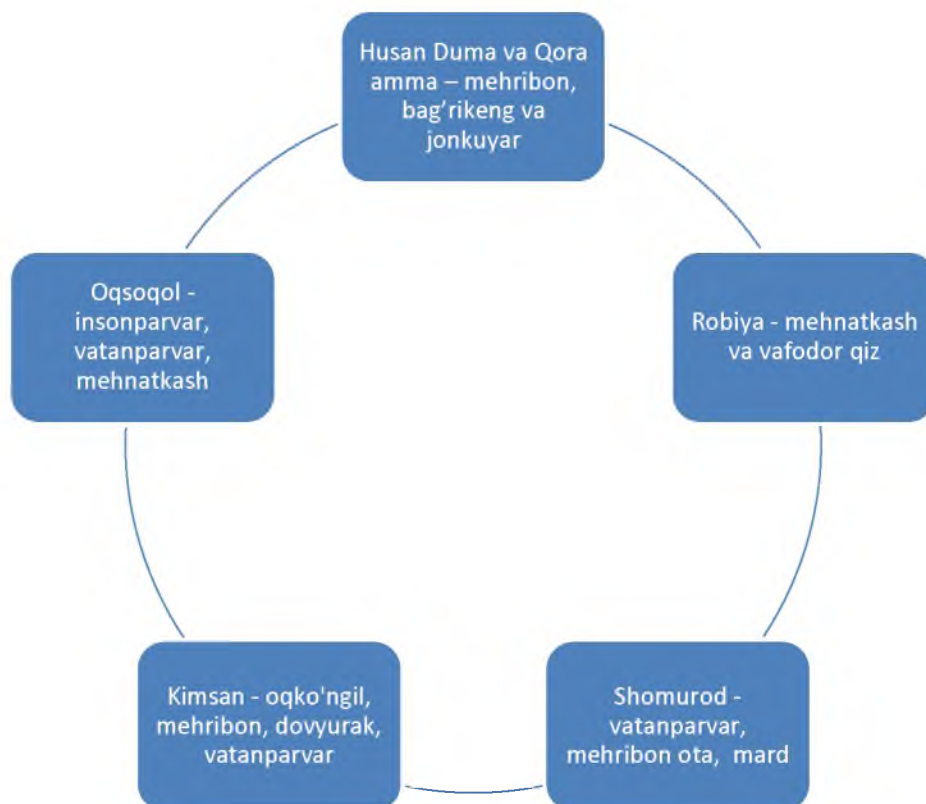 Husan Duma va Qora
amma – mehribon,
bag’rikeng va
jonkuyar
Robiya - mehnatkash
va vafodor qiz
Shomurod -
vatanparvar,
mehribon ota, mard
Kimsan - oqko'ngil,
mehribon, dovyurak,
vatanparvar
Oqsoqol -
insonparvar,
vatanparvar,
mehnatkash